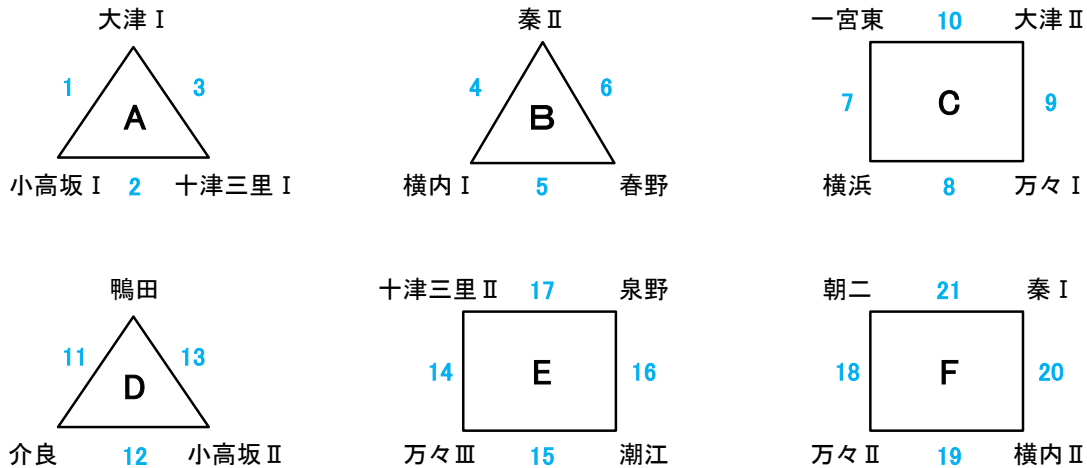 大津Ⅰ
1
3
A
小高坂Ⅰ 2 十津三里Ⅰ
秦Ⅱ
4
6
B
横内Ⅰ 5 春野
一宮東 10 大津Ⅱ
7 C 9
横浜 8 万々Ⅰ
鴨田
11
13
D
介良 12 小高坂Ⅱ
十津三里Ⅱ 17 泉野
14 E 16
万々Ⅲ 15 潮江
朝二 21 秦Ⅰ
18 F 20
万々Ⅱ 19 横内Ⅱ